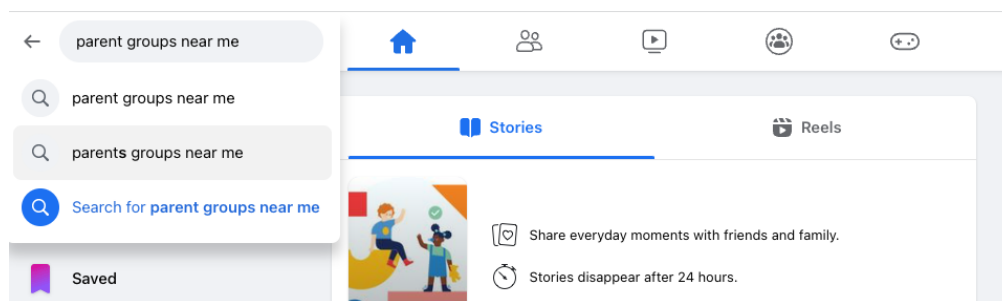 parent groups near me
parent groups near me
parents groups near me
Search for parent groups near me
Saved
Stories
Reels
Share everyday moments with friends and family.
Stories disappear after 24 hours.